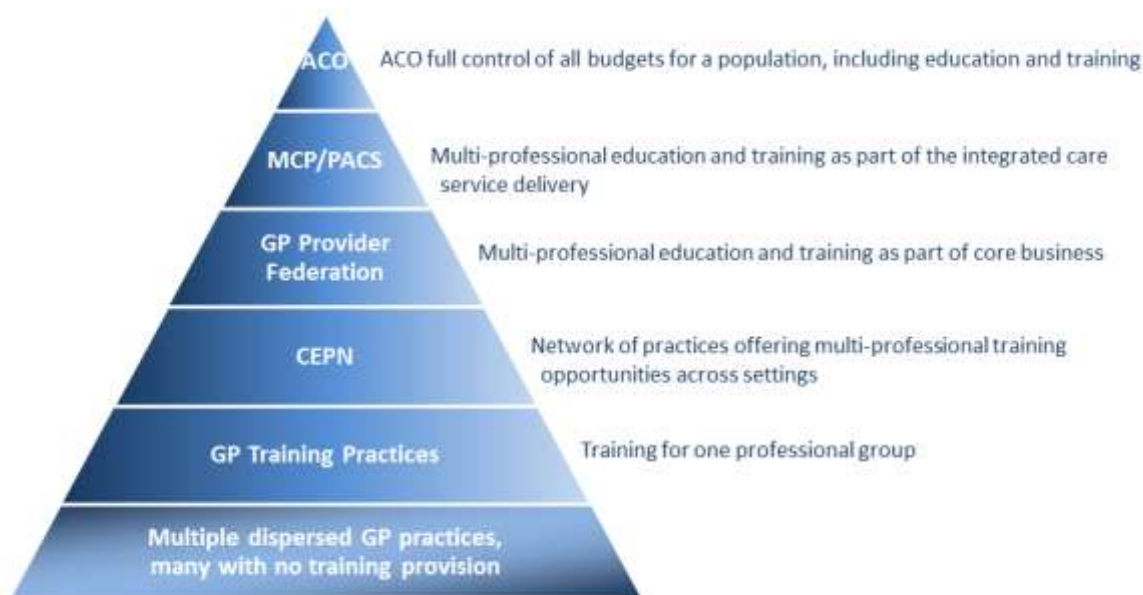 ACO
ACO full control of all budgets for a population, including education and training
MCP/PACS
Multi-professional education and training as part of the integrated care
service delivery
GP Provider
Federation
Multi-professional education and training as part of core business
CEPN
Network of practices offering multi-professional training
opportunities across settings
GP Training Practices
Training for one professional group
Multiple dispersed GP practices,
many with no training provision